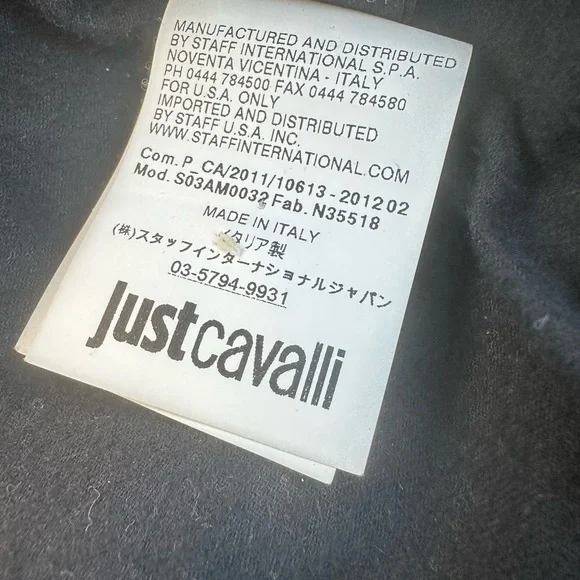 MANUFACTURED AND DISTRIBUTED
BY STAFF INTERNATIONAL S.P.A.
NOVENTA VICENTINA - ITALY
PH 0444 784500 FAX 0444 784580
FOR U.S.A. ONLY
IMPORTED AND DISTRIBUTED
BY STAFF U.S.A. INC.
WWW.STAFFINTERNATIONAL.COM
Com. P_CA/2011/10613 - 2012 02
Mod. S03AM0032 Fab. N35518
MADE IN ITALY
イタリア製
(株)スタッフインターナショナルジャパン
03-5794-9931
justcavalli